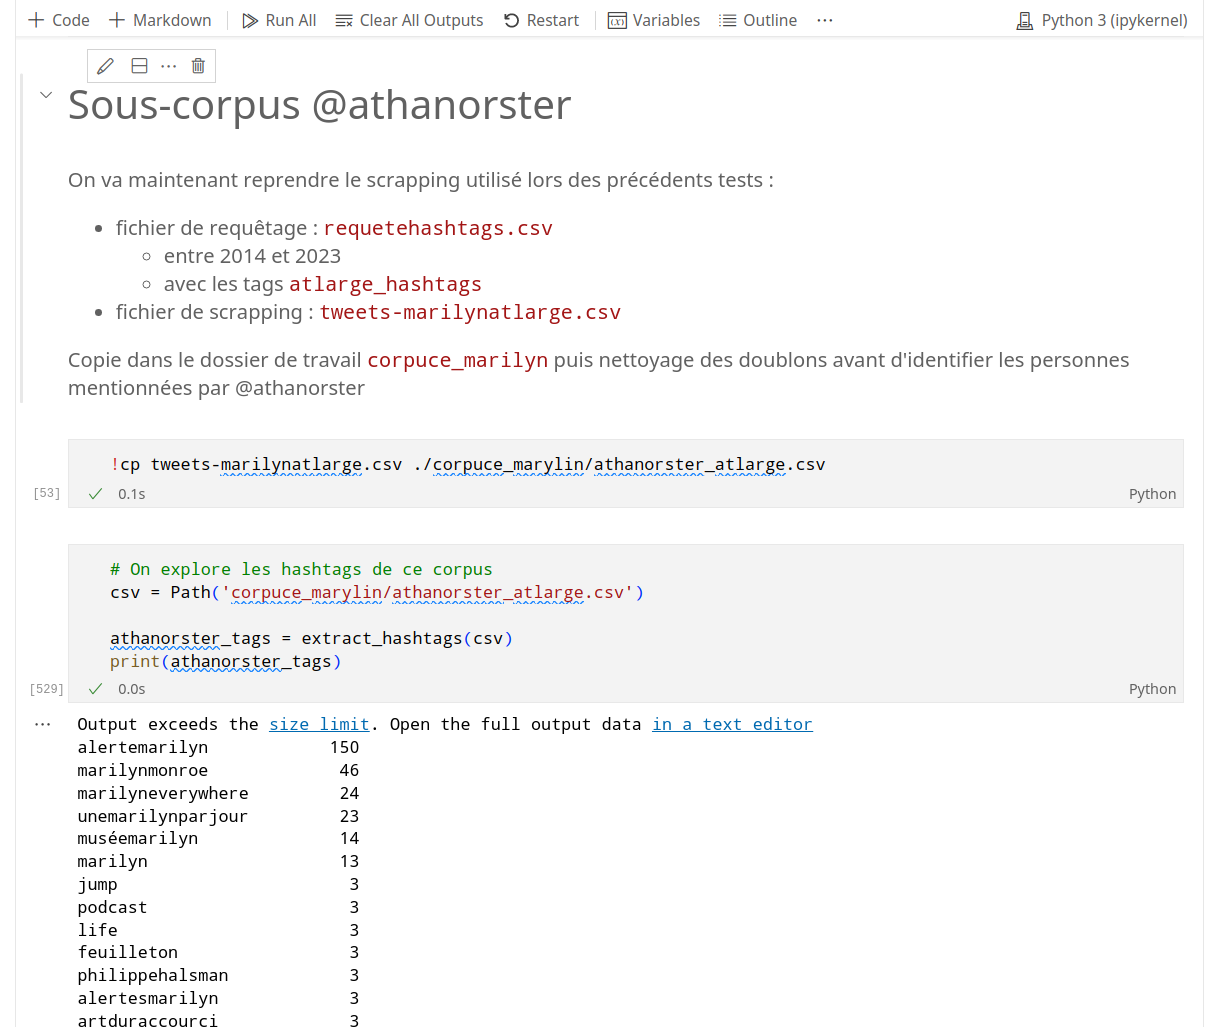 Code Markdown Run All Clear All Outputs Restart Variables Outline ... Python 3 (ipykernel)
Sous-corpus @athanorster
On va maintenant reprendre le scrapping utilisé lors des précédents tests :
• fichier de requêtage : requetehashtags.csv
◦ entre 2014 et 2023
◦ avec les tags atlarge_hashtags
• fichier de scrapping : tweets-marilynatlarge.csv
Copie dans le dossier de travail corpuce_marilyn puis nettoyage des doublons avant d'identifier les personnes
mentionnées par @athanorster
!cp tweets-marilynatlarge.csv ./corpuce_marylin/athanorster_atlarge.csv
[53] 0.1s Python
# On explore les hashtags de ce corpus
csv = Path('corpuce_marylin/athanorster_atlarge.csv')
athanorster_tags = extract_hashtags(csv)
print(athanorster_tags)
[529] 0.0s Python
... Output exceeds the size limit. Open the full output data in a text editor
alertemarilyn 150
marilynmonroe 46
marilyneverywhere 24
unemarilynparjour 23
muséemarilyn 14
marilyn 13
jump 3
podcast 3
life 3
feuilleton 3
philippehalsman 3
alertesmarilyn 3
artduraccourci 3